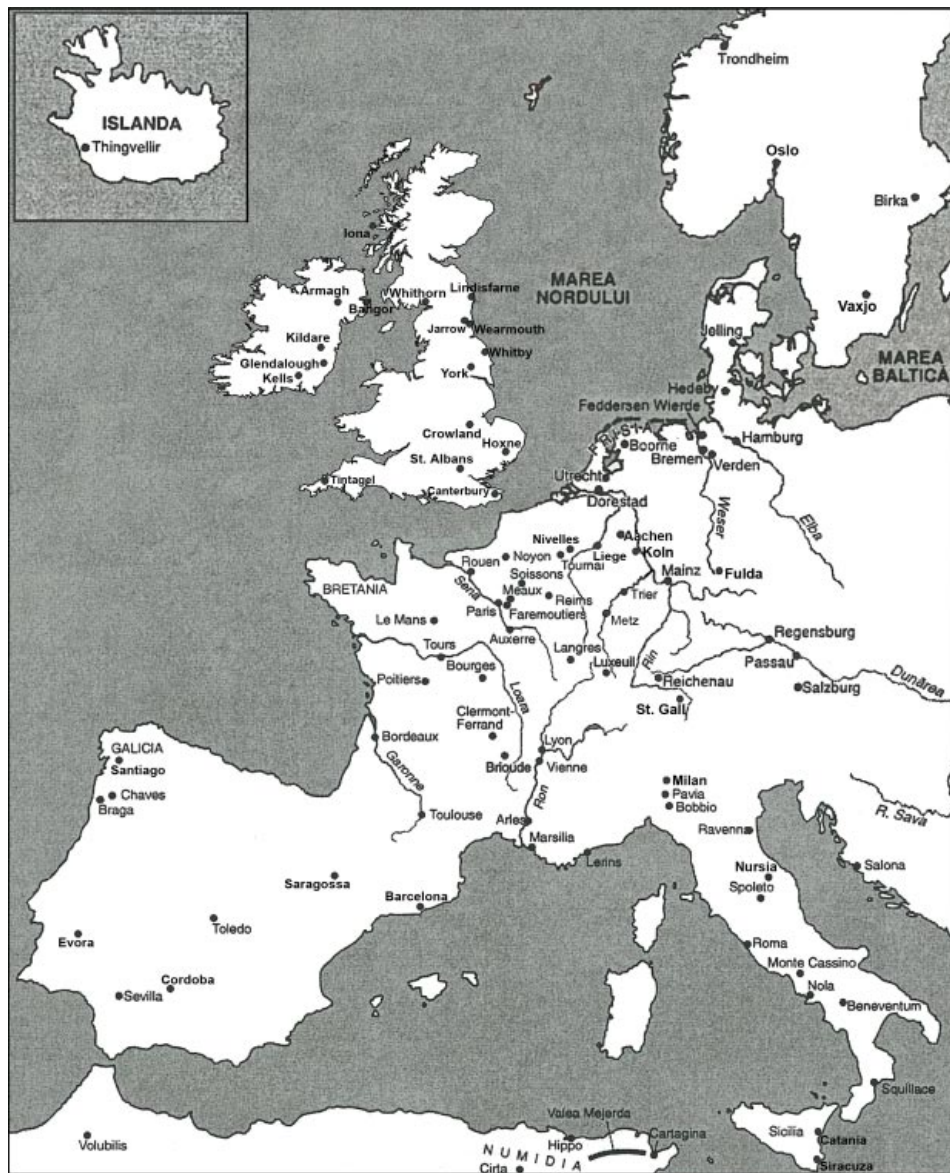 ISLANDA
Thingvellir
Trondheim
Oslo
Birka
Iona
MAREA
NORDULUI
Vaxjo
Armagh
Bangor
Whithorn
Lindisfarne
Jarrow
Wearmouth
Kildare
Glendalough
Kells
Whitby
York
Jelling
MAREA
BALTICA
Hedeby
Feddersen Wierde
FRISIA
Crowland
Hoxne
St. Albans
Tintagel
Canterbury
Boorne
Hamburg
Bremen
Verden
Utrecht
Dorestad
Weser
Elba
Nivelles
Aachen
Rouen
Noyon
Tournai
Liege
Koln
Soissons
Mainz
Fulda
BRETANIA
Sena
Meaux
Paris
Faremoutiers
Reims
Trier
Le Mans
Auxerre
Metz
Tours
Bourges
Langres
Luxeuil
Rin
Regensburg
Passau
Poitiers
Loara
Reichenau
Salzburg
Dunărea
St. Gall
Clermont-
Ferrand
Bordeaux
Lyon
Garonne
Brioude
Vienne
GALICIA
Santiago
Chaves
Braga
Ron
Milan
Pavia
Bobbio
R. Sava
Toulouse
Arles
Marsilia
Ravenna
Lerins
Salona
Saragossa
Barcelona
Nursia
Spoleto
Toledo
Evora
Roma
Cordoba
Sevilla
Monte Cassino
Nola
Beneventum
Squillace
Volubilis
Valea Mejerda
Hippo
Cartagina
Sicilia
Catania
NUMIDIA
Cirta
Siracuza